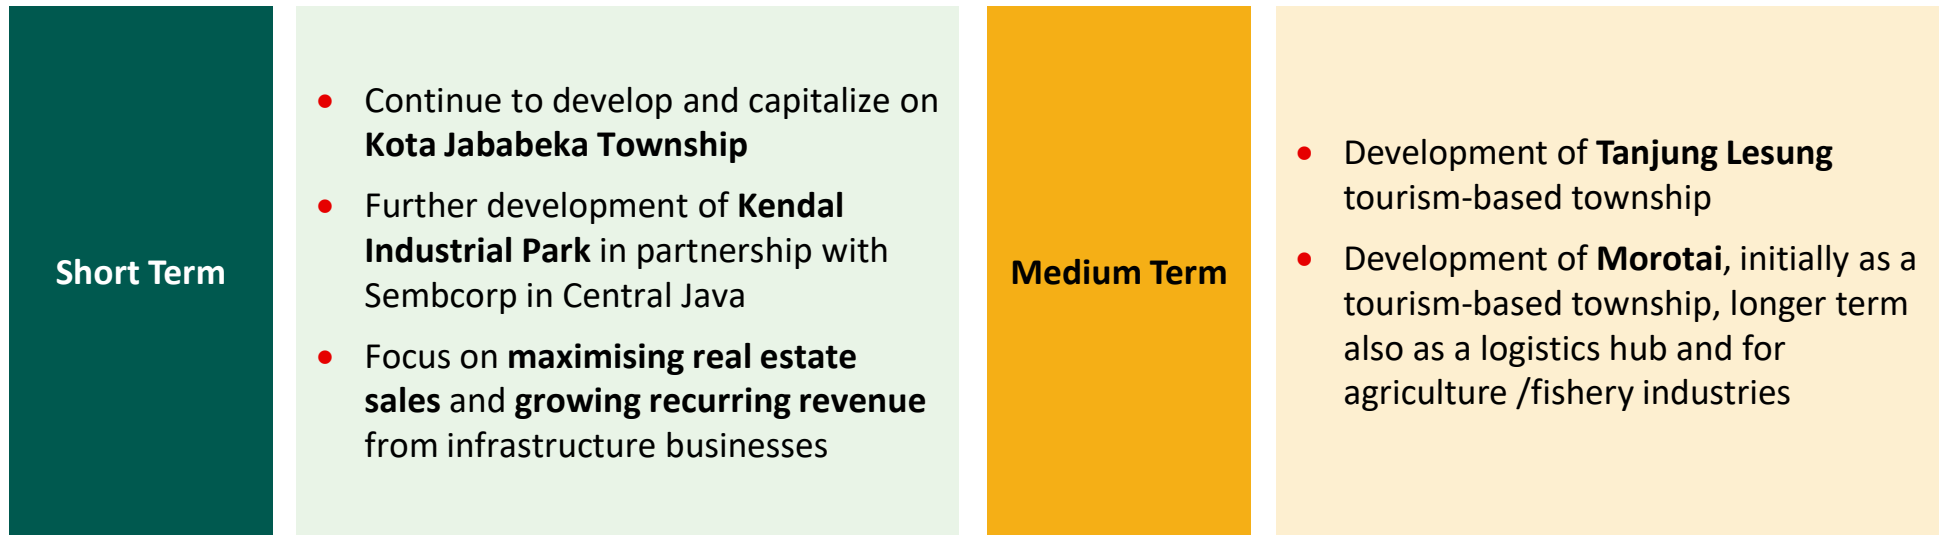 Short Term
• Continue to develop and capitalize on
Kota Jababeka Township
• Further development of Kendal
Industrial Park in partnership with
Sembcorp in Central Java
• Focus on maximising real estate
sales and growing recurring revenue
from infrastructure businesses
Medium Term
• Development of Tanjung Lesung
tourism-based township
• Development of Morotai, initially as a
tourism-based township, longer term
also as a logistics hub and for
agriculture /fishery industries